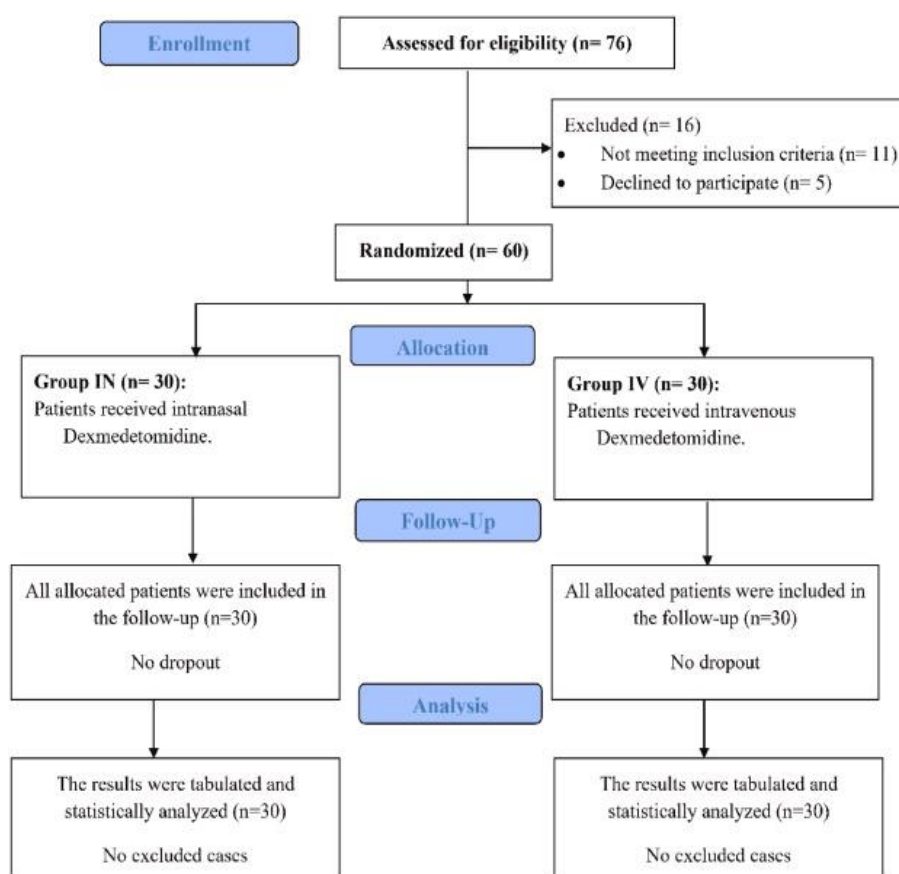 Enrollment
Assessed for eligibility (n= 76)
Excluded (n= 16)
• Not meeting inclusion criteria (n= 11)
• Declined to participate (n= 5)
Randomized (n= 60)
Allocation
Group IN (n= 30):
Patients received intranasal
Dexmedetomidine.
Group IV (n= 30):
Patients received intravenous
Dexmedetomidine.
Follow-Up
All allocated patients were included in
the follow-up (n=30)
No dropout
All allocated patients were included in
the follow-up (n=30)
No dropout
Analysis
The results were tabulated and
statistically analyzed (n=30)
No excluded cases
The results were tabulated and
statistically analyzed (n=30)
No excluded cases